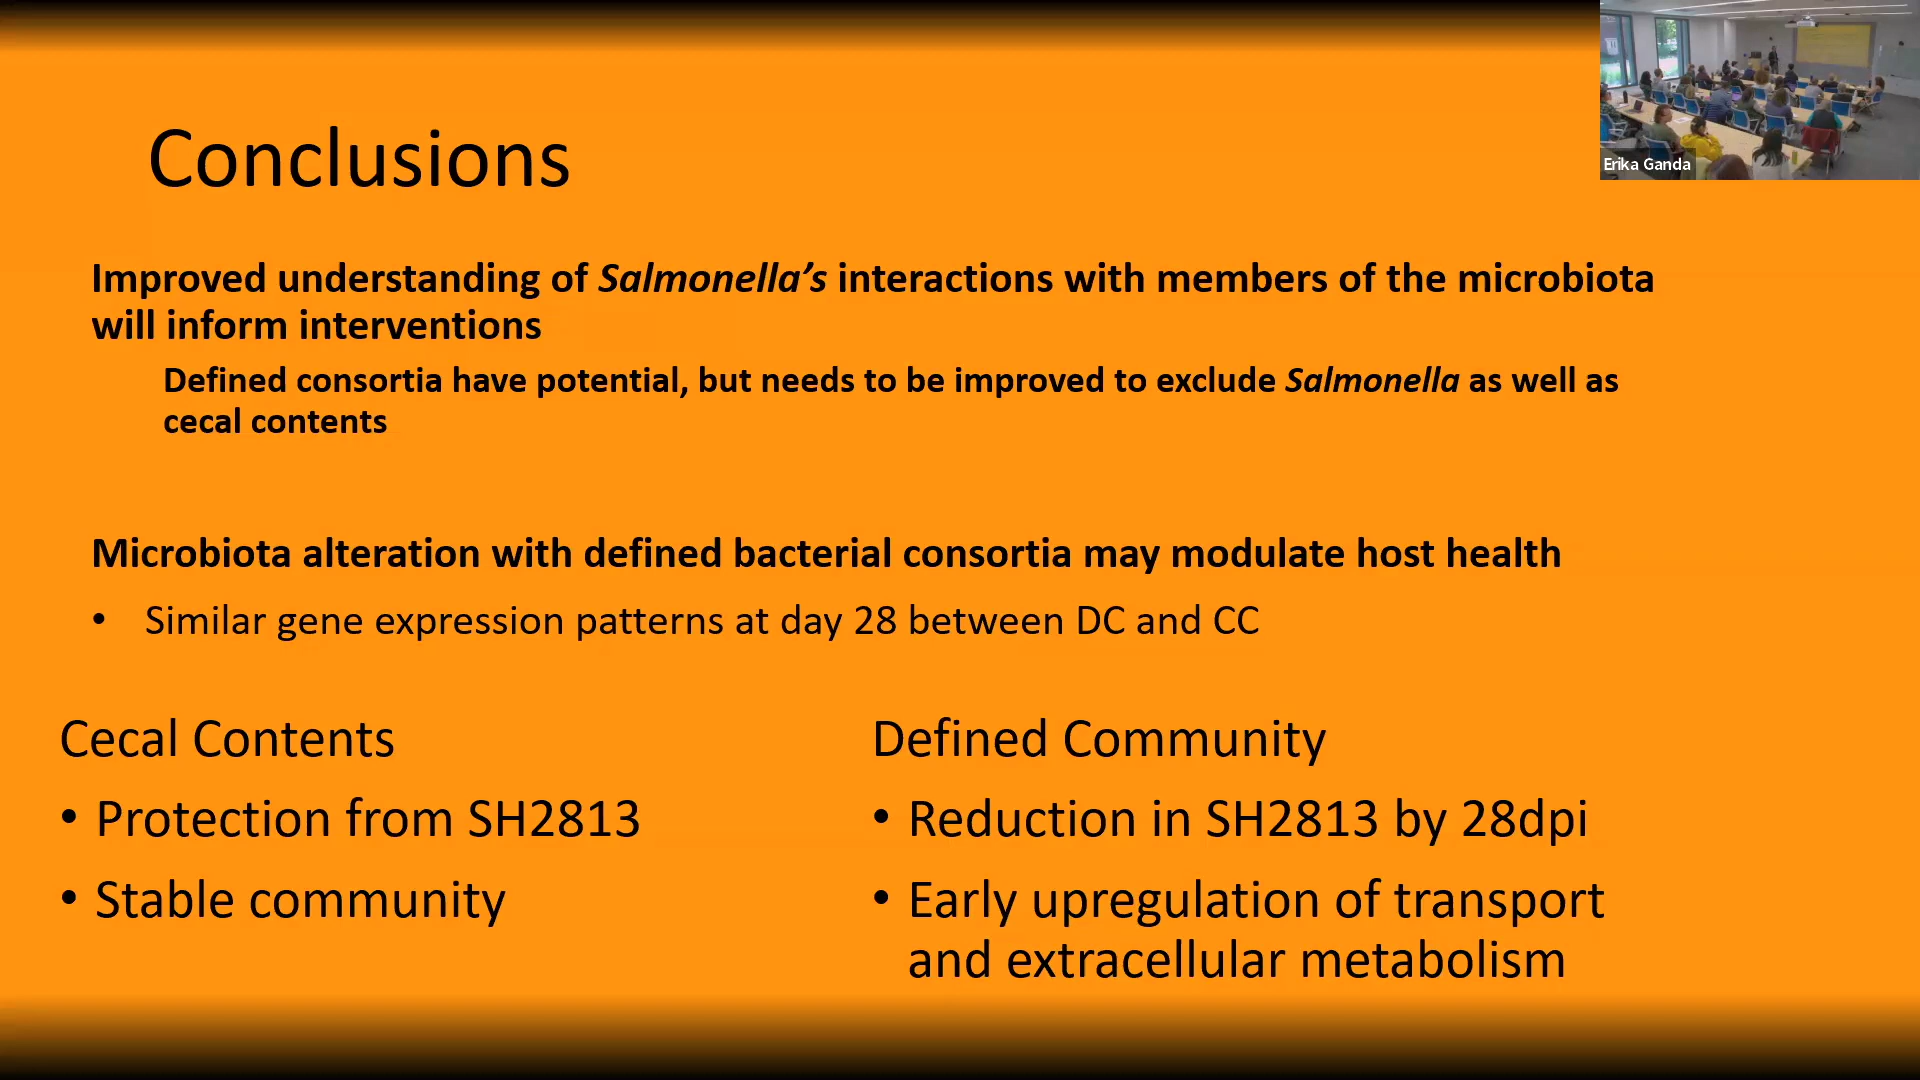 Conclusions
Erika Ganda
Improved understanding of Salmonella’s interactions with members of the microbiota
will inform interventions
Defined consortia have potential, but needs to be improved to exclude Salmonella as well as
cecal contents
Microbiota alteration with defined bacterial consortia may modulate host health
• Similar gene expression patterns at day 28 between DC and CC
Cecal Contents
• Protection from SH2813
• Stable community
Defined Community
• Reduction in SH2813 by 28dpi
• Early upregulation of transport
and extracellular metabolism